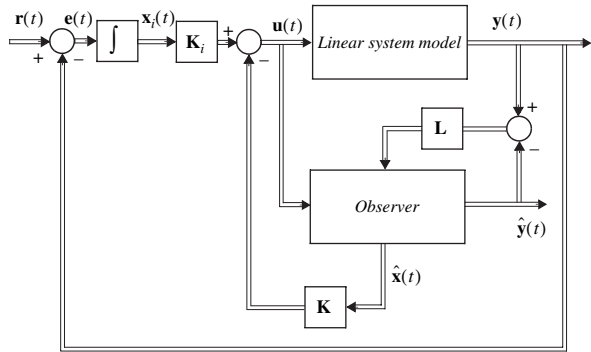 r(t)
e(t)
x_i(t)
u(t)
y(t)
∫
K_i
Linear system model
+
−
+
−
L
+
−
Observer
ŷ(t)
x̂(t)
K